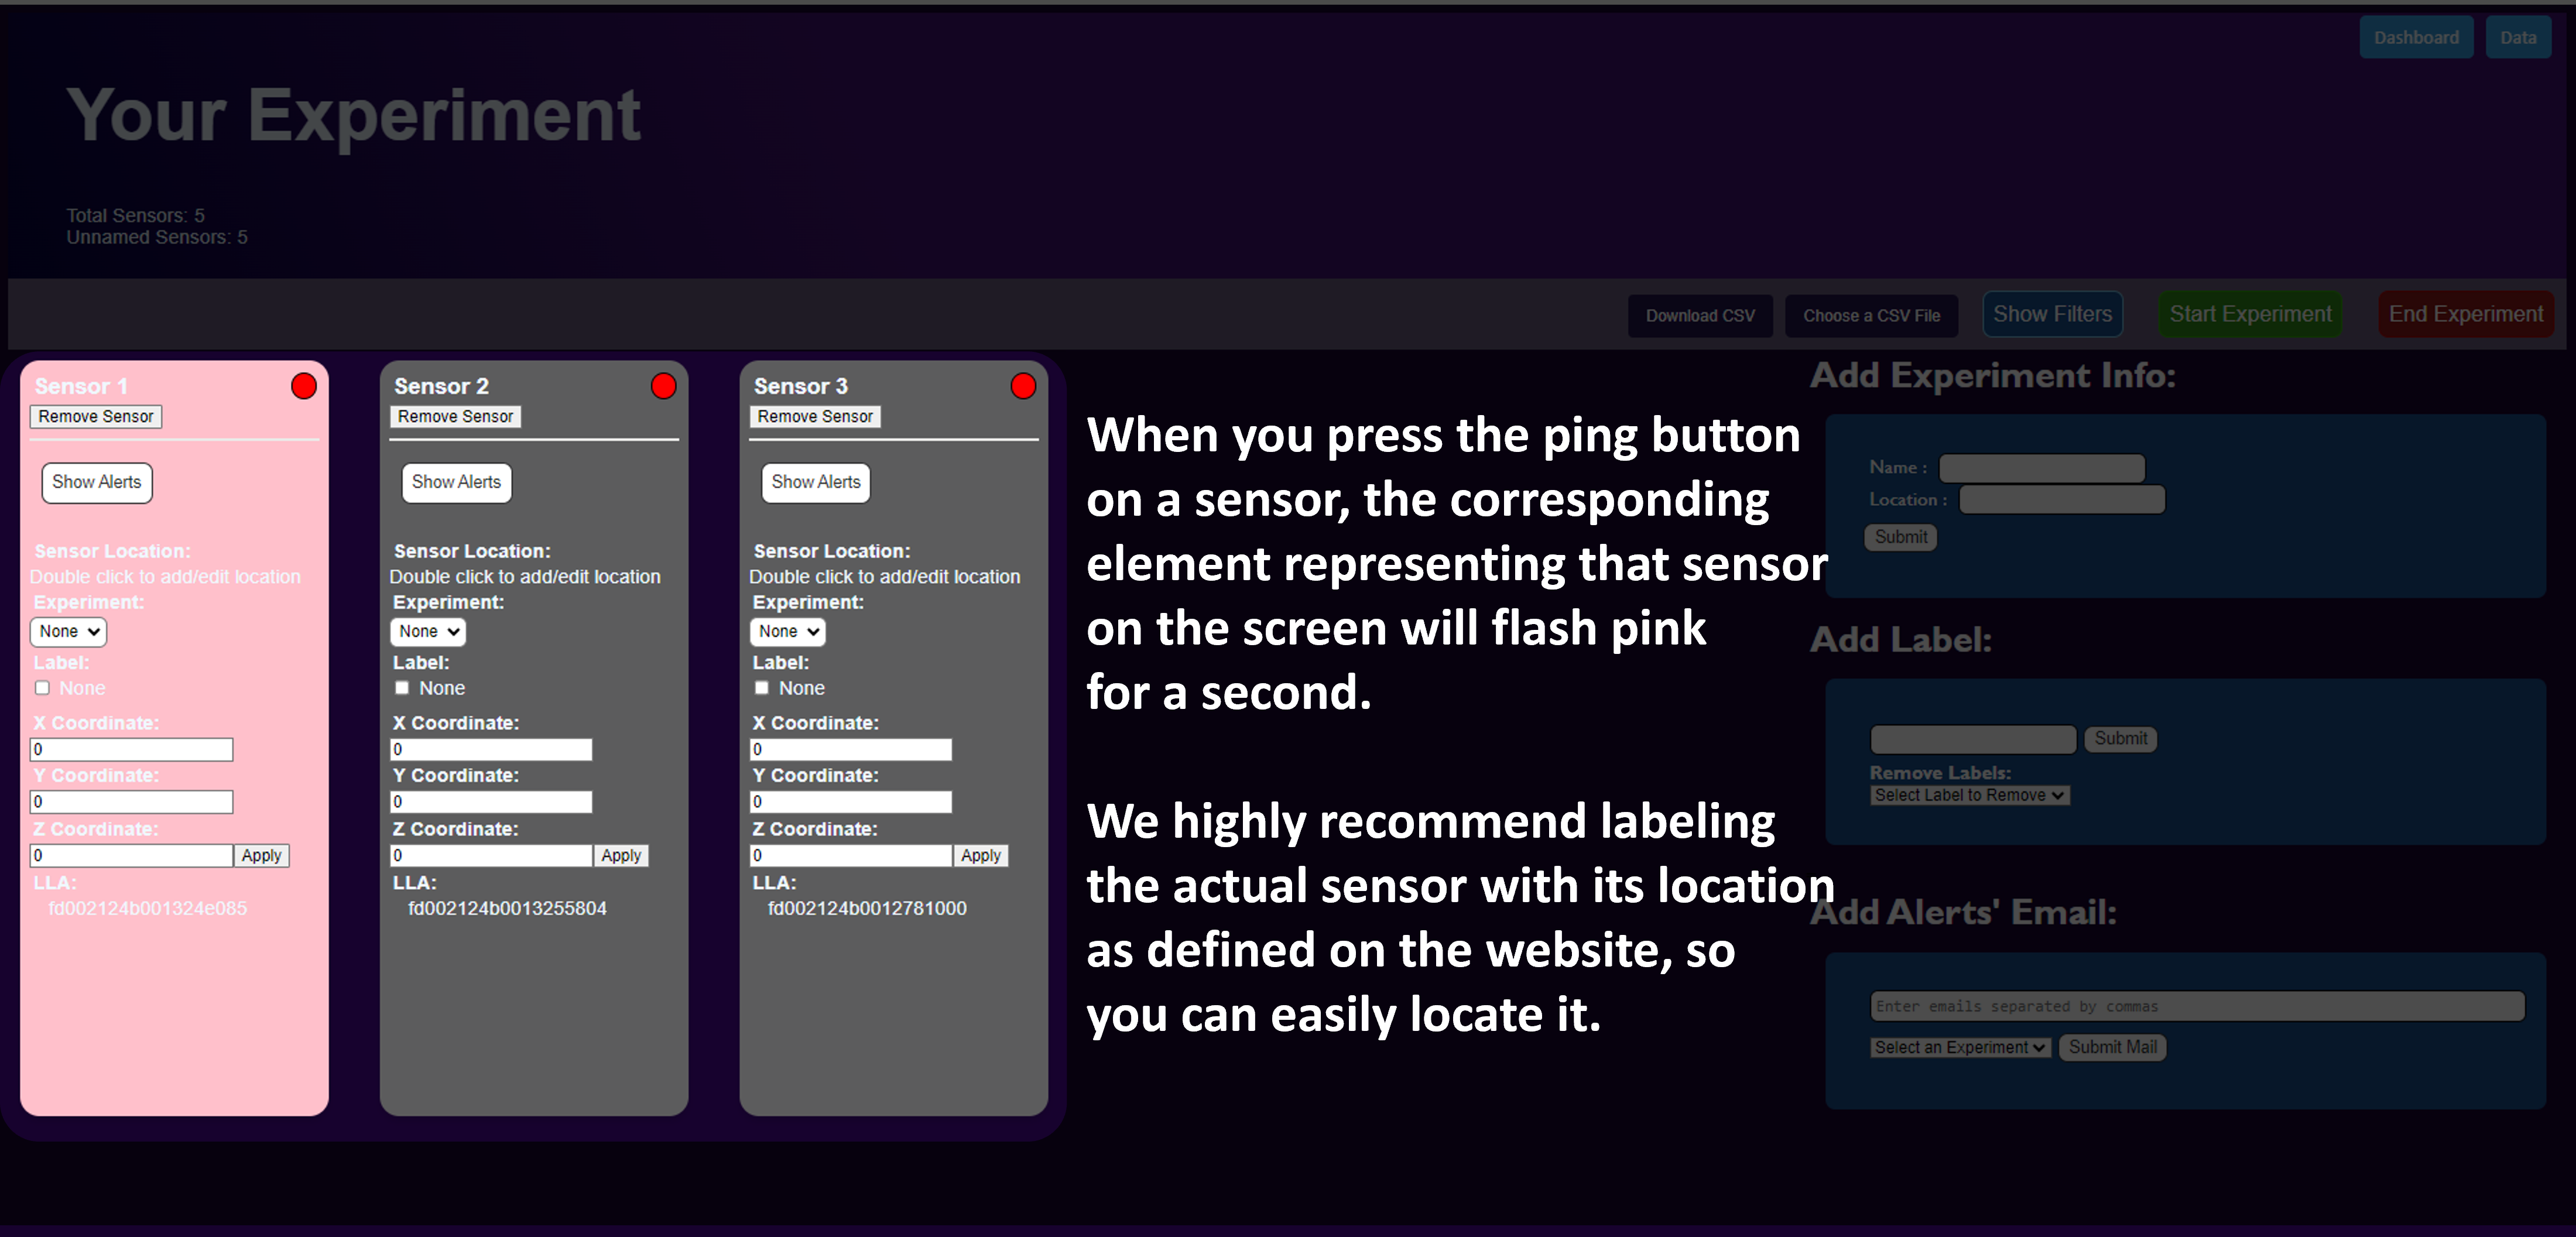 Dashboard Data
Your Experiment
Total Sensors: 5
Unnamed Sensors: 5
Download CSV Choose a CSV File Show Filters Start Experiment End Experiment
Sensor 1
Remove Sensor
Show Alerts
Sensor Location:
Double click to add/edit location
Experiment:
None
Label:
None
X Coordinate:
0
Y Coordinate:
0
Z Coordinate:
0 Apply
LLA:
fd002124b001324e085
Sensor 2
Remove Sensor
Show Alerts
Sensor Location:
Double click to add/edit location
Experiment:
None
Label:
None
X Coordinate:
0
Y Coordinate:
0
Z Coordinate:
0 Apply
LLA:
fd002124b0013255804
Sensor 3
Remove Sensor
Show Alerts
Sensor Location:
Double click to add/edit location
Experiment:
None
Label:
None
X Coordinate:
0
Y Coordinate:
0
Z Coordinate:
0 Apply
LLA:
fd002124b0012781000
When you press the ping button
on a sensor, the corresponding
element representing that sensor
on the screen will flash pink
for a second.
We highly recommend labeling
the actual sensor with its location
as defined on the website, so
you can easily locate it.
Add Experiment Info:
Name :
Location :
Submit
Add Label:
Submit
Remove Labels:
Select Label to Remove
Add Alerts' Email:
Enter emails separated by commas
Select an Experiment Submit Mail